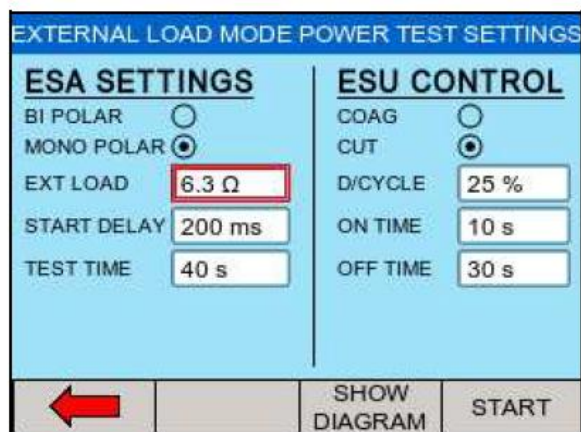 EXTERNAL LOAD MODE POWER TEST SETTINGS
ESA SETTINGS
BI POLAR
MONO POLAR
EXT LOAD 6.3 Ω
START DELAY 200 ms
TEST TIME 40 s
ESU CONTROL
COAG
CUT
D/CYCLE 25 %
ON TIME 10 s
OFF TIME 30 s
SHOW
DIAGRAM
START